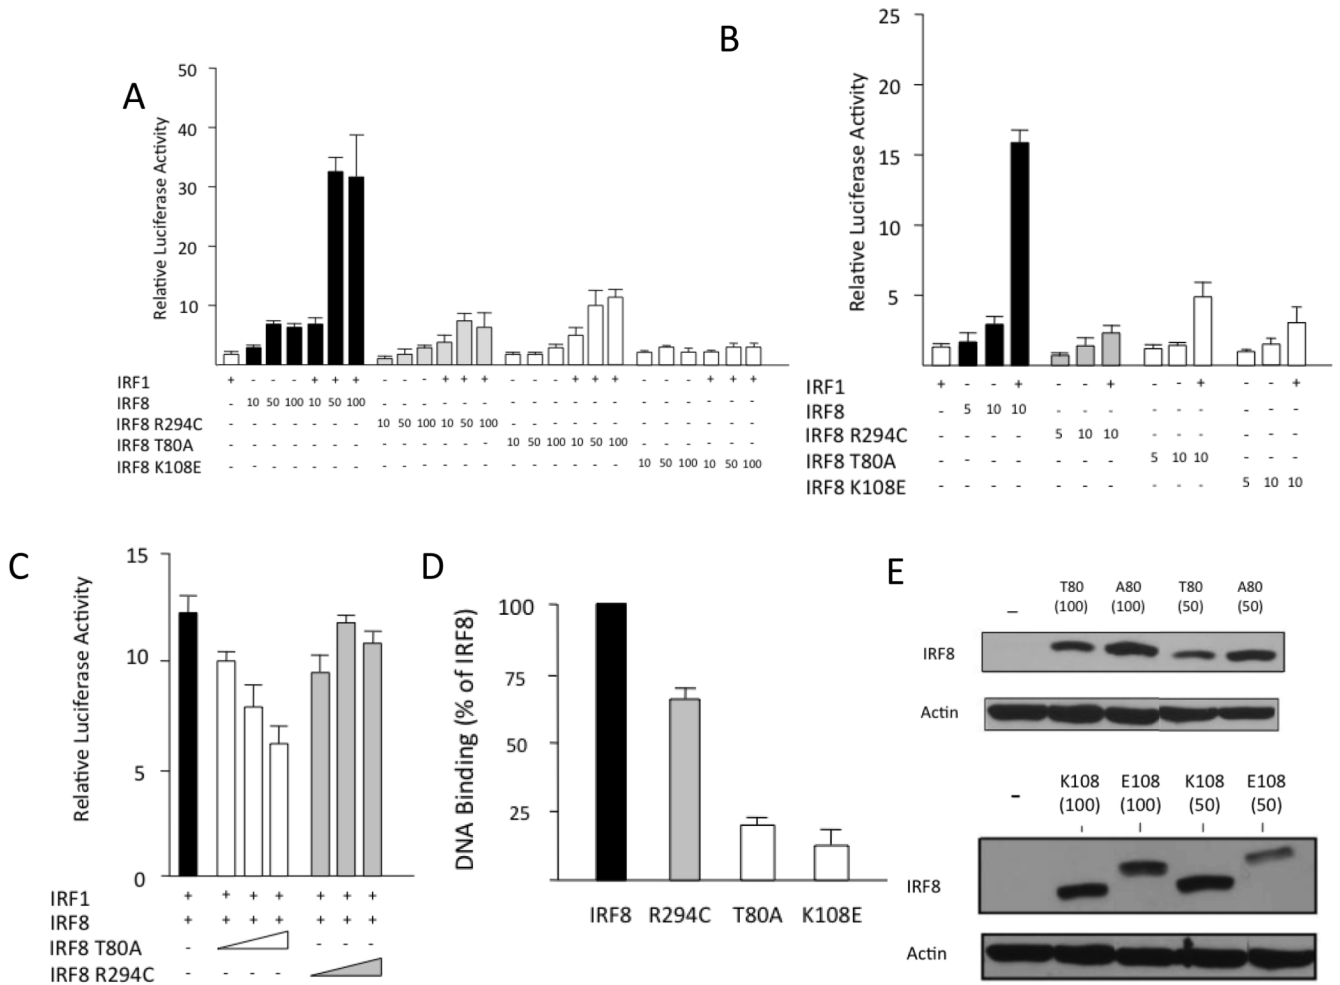 A
50
40
30
20
10
Relative Luciferase Activity
IRF1 + - - - + + + - - - + + + - - - + + + - - - + + +
IRF8 - 10 50 100 10 50 100 - - - - - - - - - - - - - - - - - -
IRF8 R294C - - - - - - - 10 50 100 10 50 100 - - - - - - - - - - - -
IRF8 T80A - - - - - - - - - - - - - 10 50 100 10 50 100 - - - - - -
IRF8 K108E - - - - - - - - - - - - - - - - - - - 10 50 100 10 50 100
B
25
20
15
10
5
Relative Luciferase Activity
IRF1 + - - + - - + - - + - - +
IRF8 - 5 10 10 - - - - - - - - -
IRF8 R294C - - - - 5 10 10 - - - - - -
IRF8 T80A - - - - - - - 5 10 10 - - -
IRF8 K108E - - - - - - - - - - 5 10 10
C
15
10
5
0
Relative Luciferase Activity
IRF1 + + + + + + +
IRF8 + + + + + + +
IRF8 T80A - - - -
IRF8 R294C - - - -
D
100
75
50
25
DNA Binding (% of IRF8)
IRF8 R294C T80A K108E
E
T80 A80 T80 A80
– (100) (100) (50) (50)
IRF8
Actin
K108 E108 K108 E108
- (100) (100) (50) (50)
IRF8
Actin